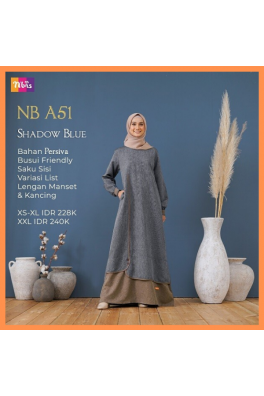 nibras
NB A51
SHADOW BLUE
Bahan Persiva
Busui Friendly
Saku Sisi
Variasi List
Lengan Manset
& Kancing
XS-XL IDR 228K
XXL IDR 240K